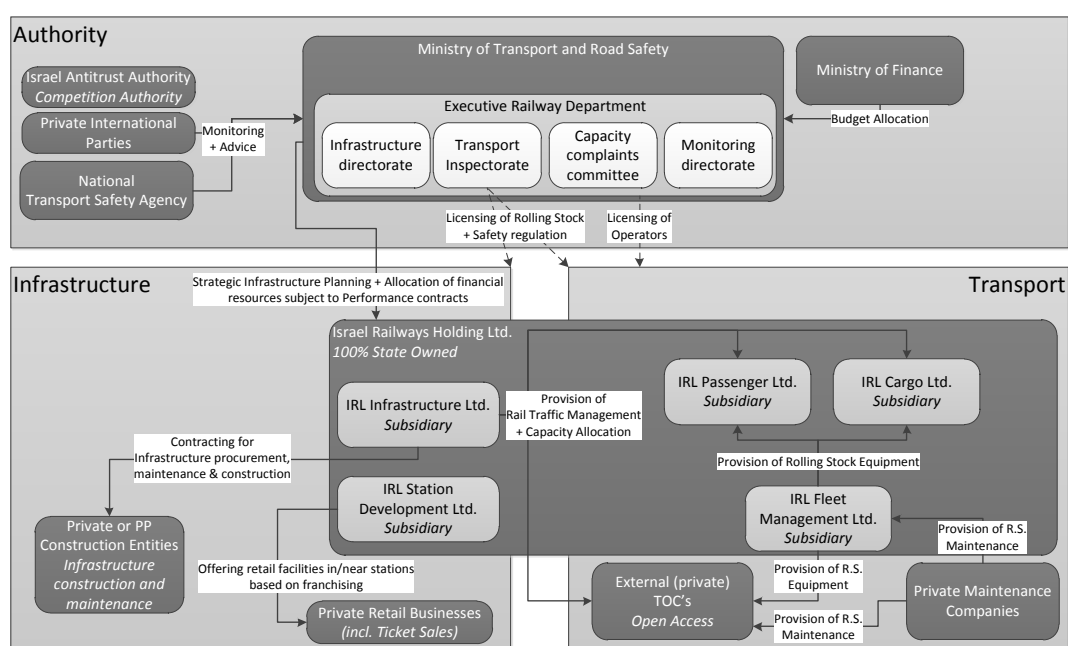 Authority
Ministry of Transport and Road Safety
Ministry of Finance
Israel Antitrust Authority
Competition Authority
Private International
Parties
National
Transport Safety Agency
Monitoring
+ Advice
Budget Allocation
Executive Railway Department
Infrastructure
directorate
Transport
Inspectorate
Capacity
complaints
committee
Monitoring
directorate
Licensing of Rolling Stock
+ Safety regulation
Licensing of
Operators
Infrastructure
Transport
Strategic Infrastructure Planning + Allocation of financial
resources subject to Performance contracts
Israel Railways Holding Ltd.
100% State Owned
IRL Infrastructure Ltd.
Subsidiary
Provision of
Rail Traffic Management
+ Capacity Allocation
IRL Passenger Ltd.
Subsidiary
IRL Cargo Ltd.
Subsidiary
Contracting for
Infrastructure procurement,
maintenance & construction
Provision of Rolling Stock Equipment
IRL Station
Development Ltd.
Subsidiary
IRL Fleet
Management Ltd.
Subsidiary
Private or PP
Construction Entities
Infrastructure
construction and
maintenance
Provision of R.S.
Maintenance
Offering retail facilities in/near stations
based on franchising
Provision of R.S.
Equipment
External (private)
TOC's
Open Access
Private Maintenance
Companies
Provision of R.S.
Maintenance
Private Retail Businesses
(incl. Ticket Sales)